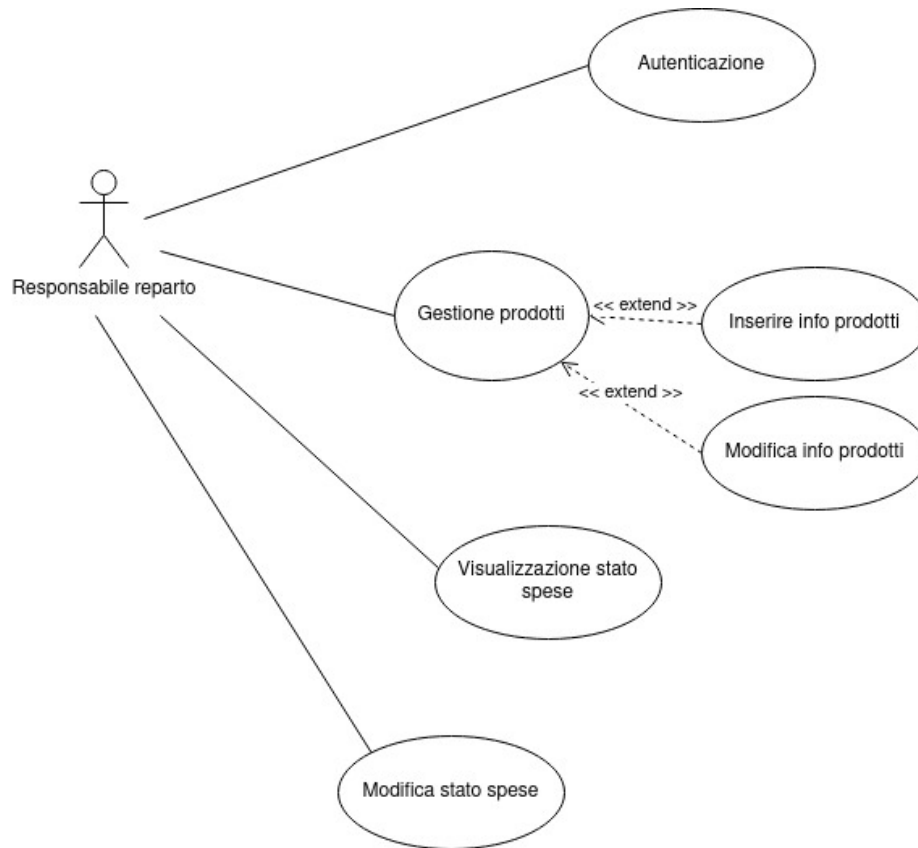 Autenticazione
Responsabile reparto
Gestione prodotti
<< extend >>
Inserire info prodotti
<< extend >>
Modifica info prodotti
Visualizzazione stato
spese
Modifica stato spese